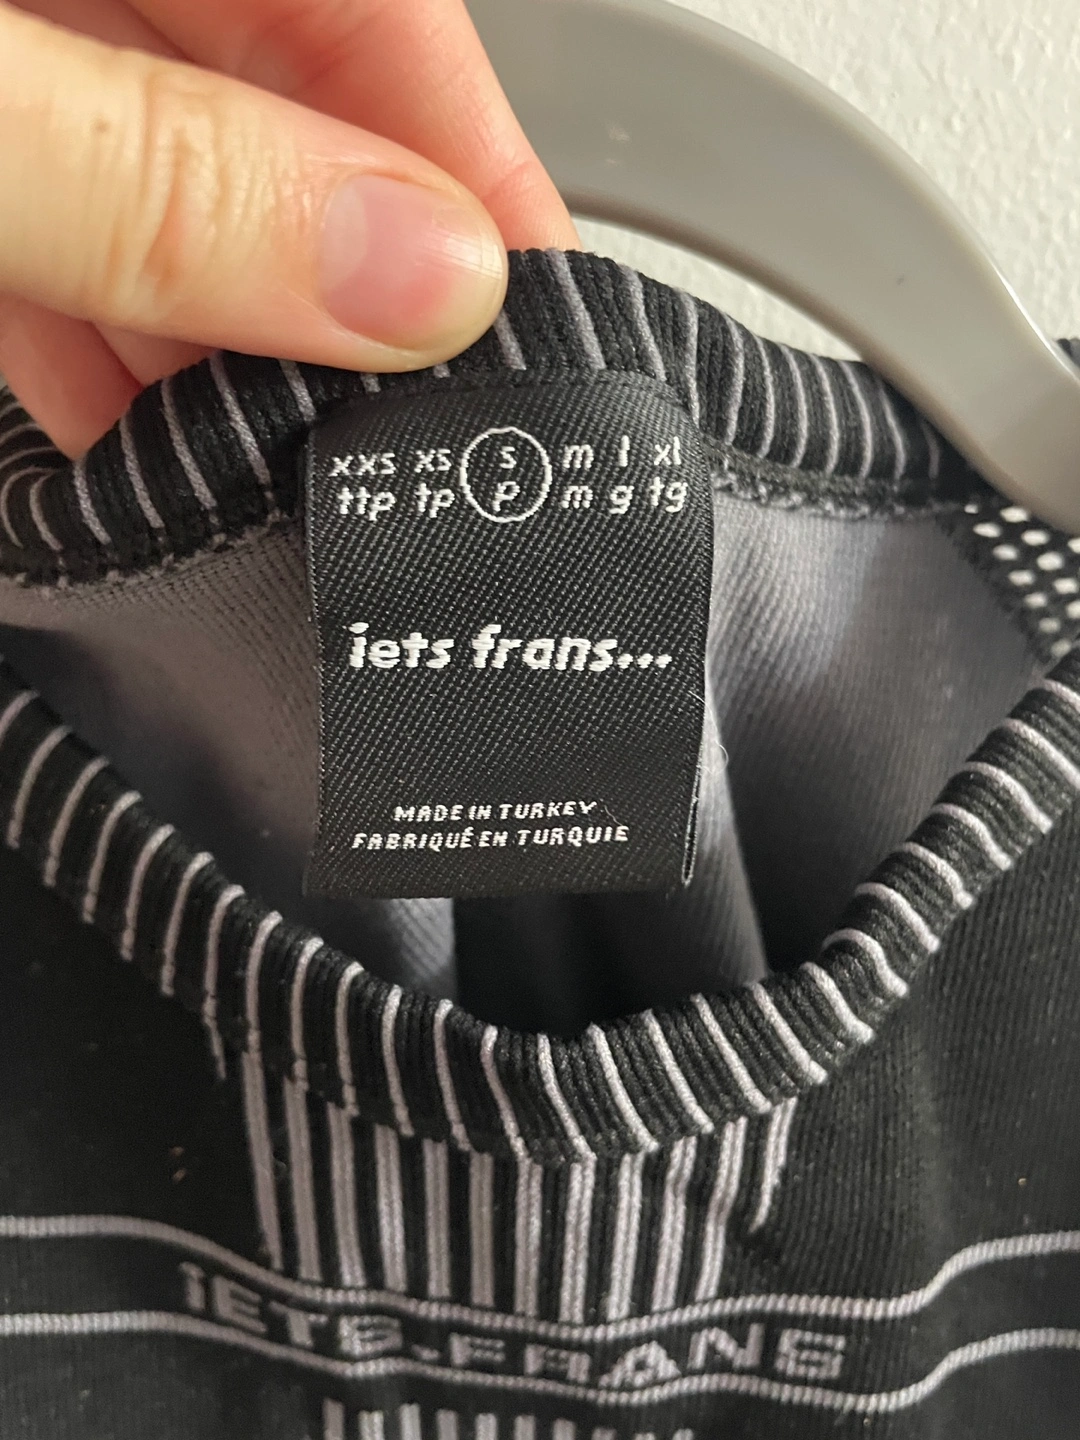 xxs xs s m l xl
ttp tp p m g tg
iets frans...
MADE IN TURKEY
FABRIQUÉ EN TURQUIE
iETS.FRANS